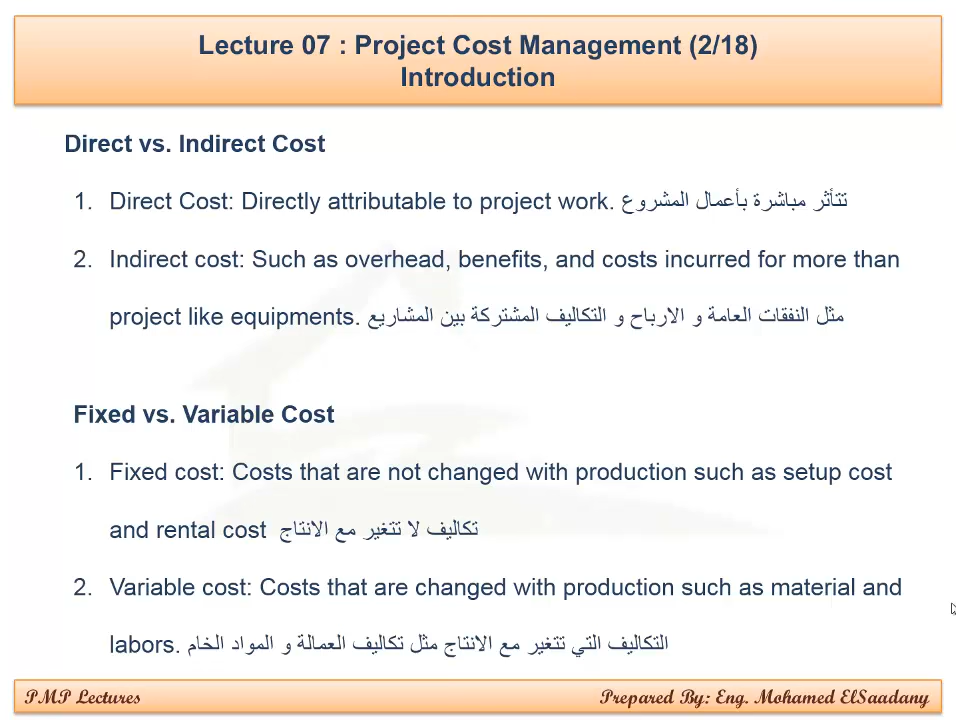 Lecture 07 : Project Cost Management (2/18)
Introduction
Direct vs. Indirect Cost
1. Direct Cost: Directly attributable to project work. تتأثر مباشرة بأعمال المشروع
2. Indirect cost: Such as overhead, benefits, and costs incurred for more than
project like equipments. مثل النفقات العامة و الارباح و التكاليف المشتركة بين المشاريع
Fixed vs. Variable Cost
1. Fixed cost: Costs that are not changed with production such as setup cost
and rental cost تكاليف لا تتغير مع الانتاج
2. Variable cost: Costs that are changed with production such as material and
labors. التكاليف التي تتغير مع الانتاج مثل تكاليف العمالة و المواد الخام
PMP Lectures
Prepared By: Eng. Mohamed ElSaadany